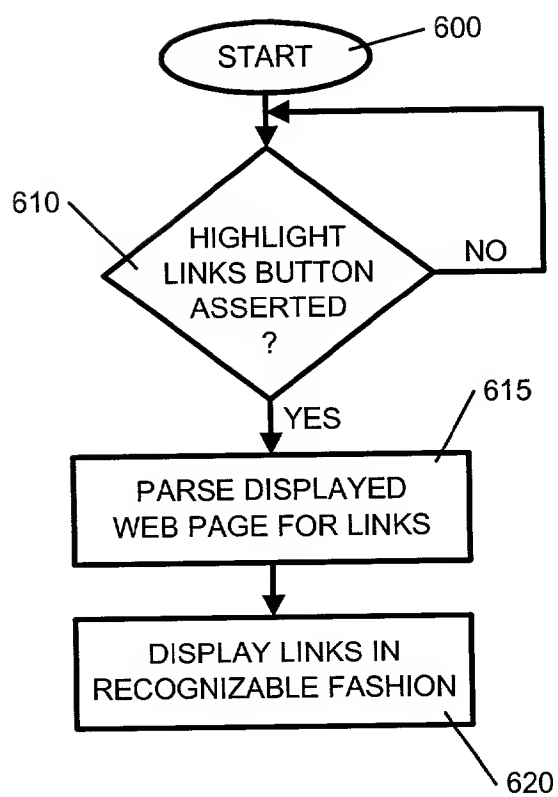 600
START
610
HIGHLIGHT
LINKS BUTTON
ASSERTED
?
NO
YES
615
PARSE DISPLAYED
WEB PAGE FOR LINKS
DISPLAY LINKS IN
RECOGNIZABLE FASHION
620